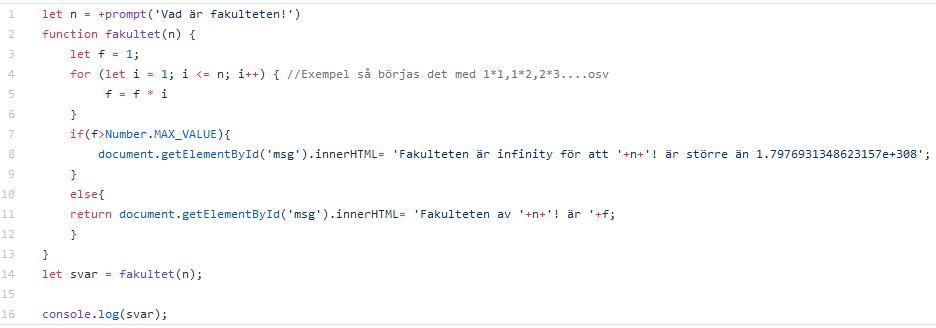 1 let n = +prompt('Vad är fakulteten!')
2 function fakultet(n) {
3 let f = 1;
4 for (let i = 1; i <= n; i++) { //Exempel så börjas det med 1*1,1*2,2*3....osv
5 f = f * i
6 }
7 if(f>Number.MAX_VALUE){
8 document.getElementById('msg').innerHTML= 'Fakulteten är infinity för att '+n+'! är större än 1.7976931348623157e+308';
9 }
10 else{
11 return document.getElementById('msg').innerHTML= 'Fakulteten av '+n+'! är '+f;
12 }
13 }
14 let svar = fakultet(n);
15
16 console.log(svar);